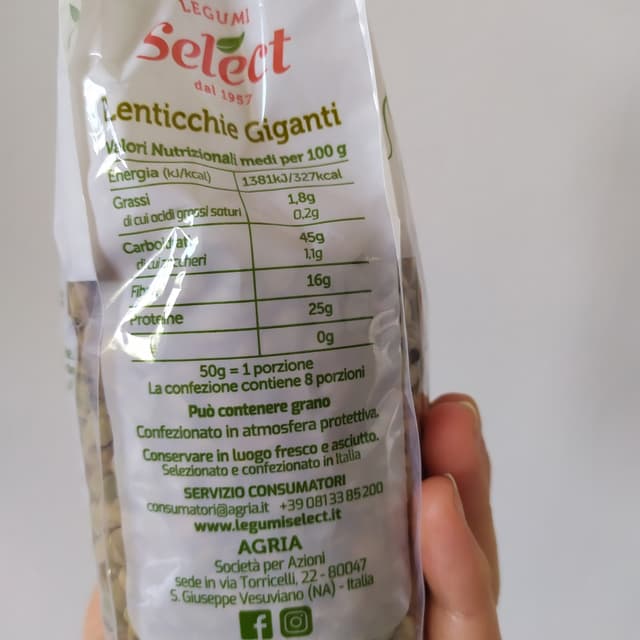 LEGUMI
Select
dal 1957
Lenticchie Giganti
Valori Nutrizionali medi per 100 g
Energia (kJ/kcal) 1381kJ/327kcal
Grassi 1,8g
di cui acidi grassi saturi 0,2g
45g
di cui zuccheri 1,1g
16g
Proteine 25g
0g
50g = 1 porzione
La confezione contiene 8 porzioni
Può contenere grano
Confezionato in atmosfera protettiva.
Conservare in luogo fresco e asciutto.
Selezionato e confezionato in Italia
SERVIZIO CONSUMATORI
consumatori@agria.it +39 081 33 85 200
www.legumiselect.it
AGRIA
Società per Azioni
sede in via Torricelli, 22 - 80047
S. Giuseppe Vesuviano (NA) - Italia